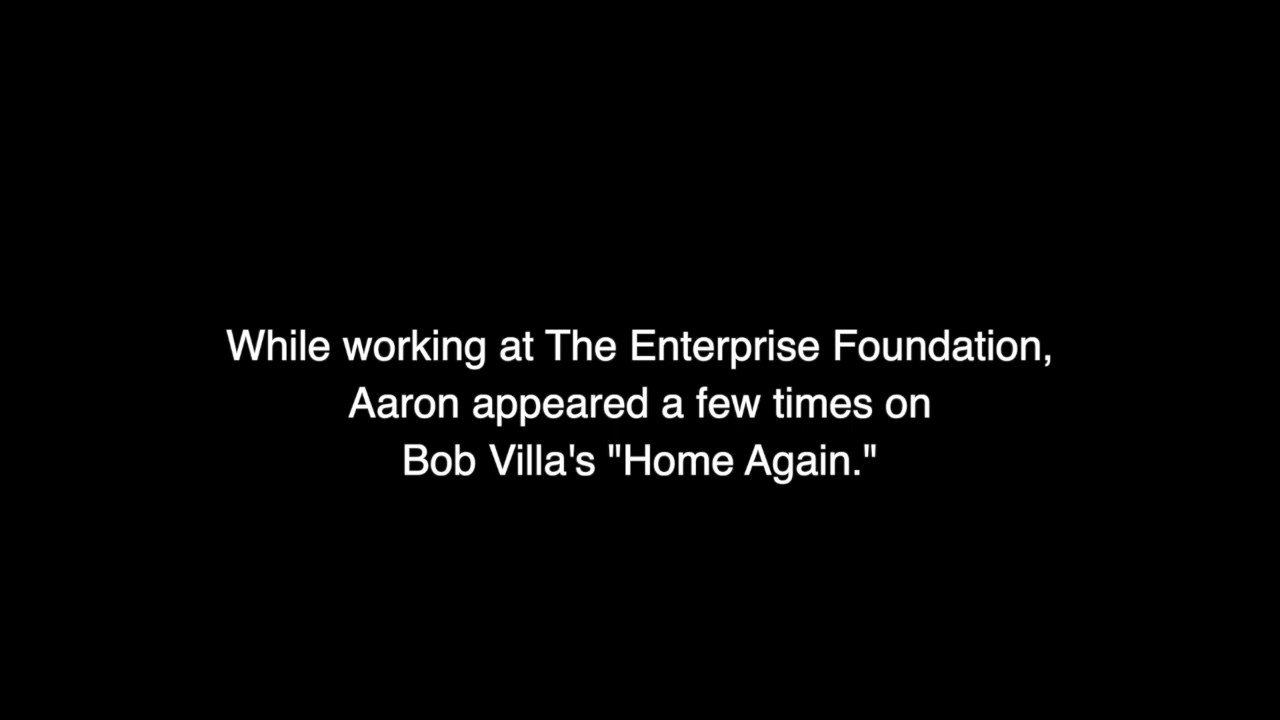 While working at The Enterprise Foundation,
Aaron appeared a few times on
Bob Villa's "Home Again."